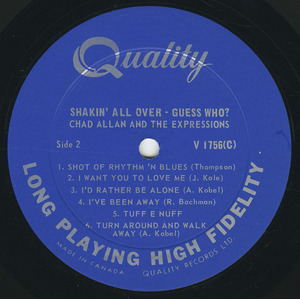 Quality
SHAKIN' ALL OVER - GUESS WHO?
CHAD ALLAN AND THE EXPRESSIONS
Side 2
V 1756(C)
1. SHOT OF RHYTHM 'N BLUES (Thompson)
2. I WANT YOU TO LOVE ME (J. Kale)
3. I'D RATHER BE ALONE (A. Kobel)
4. I'VE BEEN AWAY (R. Bachman)
5. TUFF E NUFF
6. TURN AROUND AND WALK
AWAY (A. Kobel)
LONG PLAYING HIGH FIDELITY
MADE IN CANADA
QUALITY RECORDS LTD.